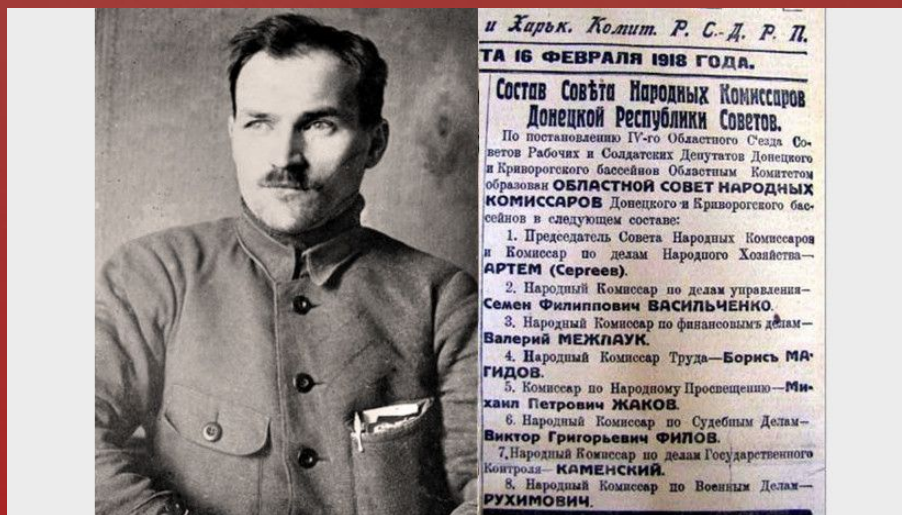 и Харьк. Комит. Р. С.-Д. Р. П.
ТА 16 ФЕВРАЛЯ 1918 ГОДА.
Состав Совѣта Народных Комиссаров
Донецкой Республики Советов.
По постановлению IV-го Областного Съезда Со-
ветов Рабочих и Солдатских Депутатов Донецкого
и Криворогского бассейнов Областным Комитетом
образован ОБЛАСТНОЙ СОВЕТ НАРОДНЫХ
КОМИССАРОВ Донецкого и Криворогского бас-
сейнов в следующем составе:
1. Председатель Совета Народных Комиссаров
и Комиссар по делам Народного Хозяйства—
АРТЕМ (Сергеев).
2. Народный Комиссар по делам управления—
Семен Филиппович ВАСИЛЬЧЕНКО.
3. Народный Комиссар по финансовымъ делам—
Валерий МЕЖЛАУК.
4. Народный Комиссар Труда—Борисъ МА-
ГИДОВ.
5. Комиссар по Народному Просвещению—Ми-
хаил Петрович ЖАКОВ.
6. Народный Комиссар по Судебным Делам—
Виктор Григорьевич ФИЛОВ.
7. Народный Комиссар по делам Государственного
Контроля— КАМЕНСКИЙ.
8. Народный Комиссар по Военным Делам—
РУХИМОВИЧ.